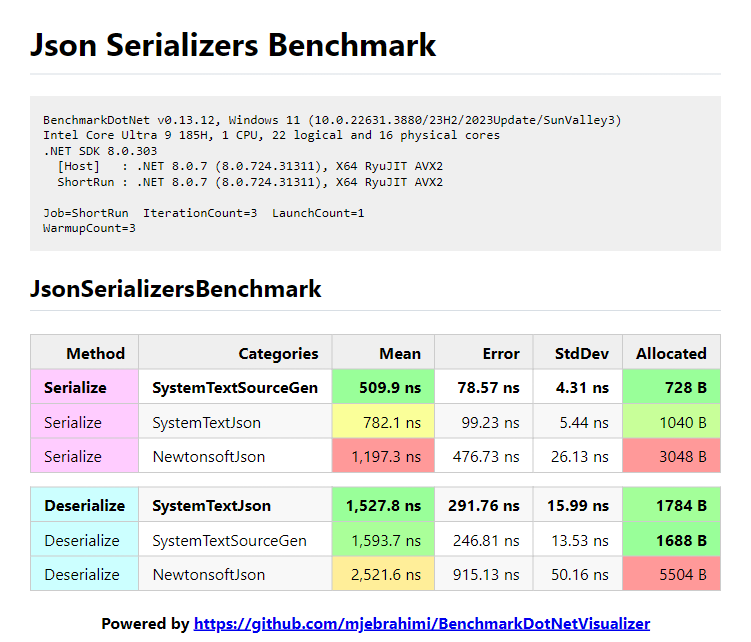 Json Serializers Benchmark
BenchmarkDotNet v0.13.12, Windows 11 (10.0.22631.3880/23H2/2023Update/SunValley3)
Intel Core Ultra 9 185H, 1 CPU, 22 logical and 16 physical cores
.NET SDK 8.0.303
[Host]   : .NET 8.0.7 (8.0.724.31311), X64 RyuJIT AVX2
ShortRun : .NET 8.0.7 (8.0.724.31311), X64 RyuJIT AVX2
Job=ShortRun  IterationCount=3  LaunchCount=1
WarmupCount=3
JsonSerializersBenchmark
Method Categories Mean Error StdDev Allocated
Serialize SystemTextSourceGen 509.9 ns 78.57 ns 4.31 ns 728 B
Serialize SystemTextJson 782.1 ns 99.23 ns 5.44 ns 1040 B
Serialize NewtonsoftJson 1,197.3 ns 476.73 ns 26.13 ns 3048 B
Deserialize SystemTextJson 1,527.8 ns 291.76 ns 15.99 ns 1784 B
Deserialize SystemTextSourceGen 1,593.7 ns 246.81 ns 13.53 ns 1688 B
Deserialize NewtonsoftJson 2,521.6 ns 915.13 ns 50.16 ns 5504 B
Powered by https://github.com/mjebrahimi/BenchmarkDotNetVisualizer